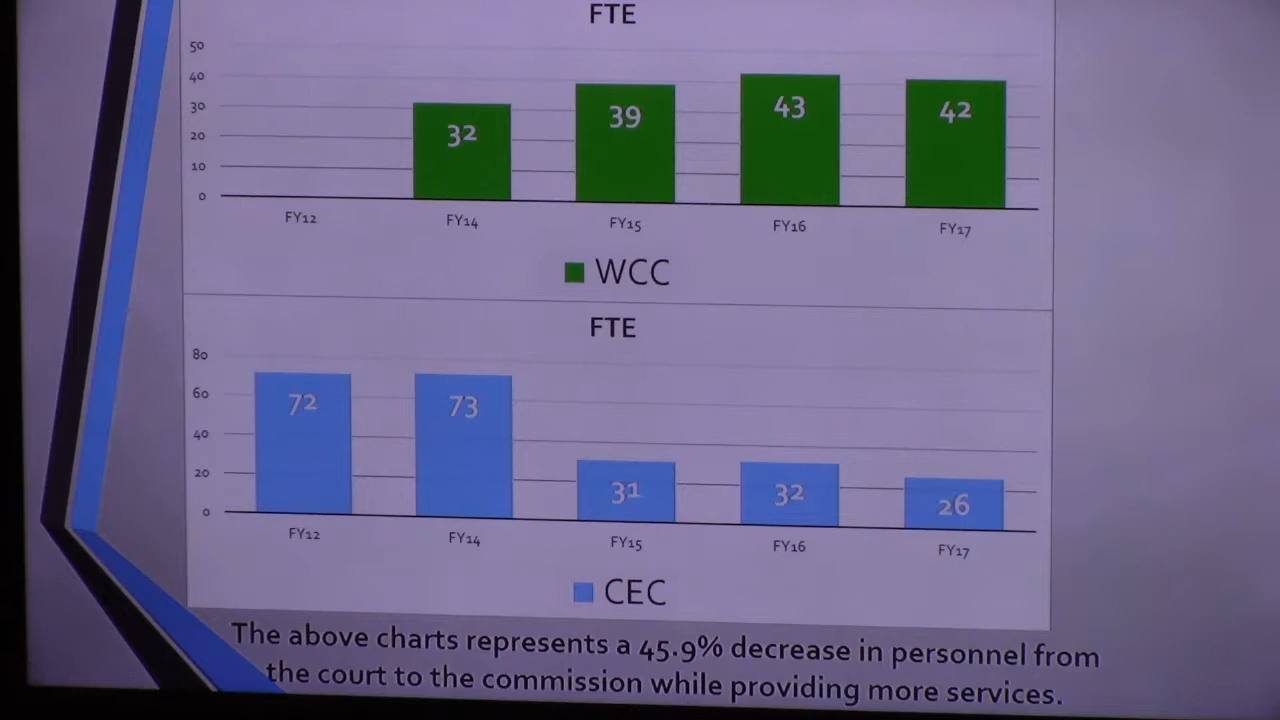 FTE
50
40
30
20
10
0
32
39
43
42
FY12
FY14
FY15
FY16
FY17
WCC
FTE
80
60
40
20
0
72
73
31
32
26
FY12
FY14
FY15
FY16
FY17
CEC
The above charts represents a 45.9% decrease in personnel from
the court to the commission while providing more services.